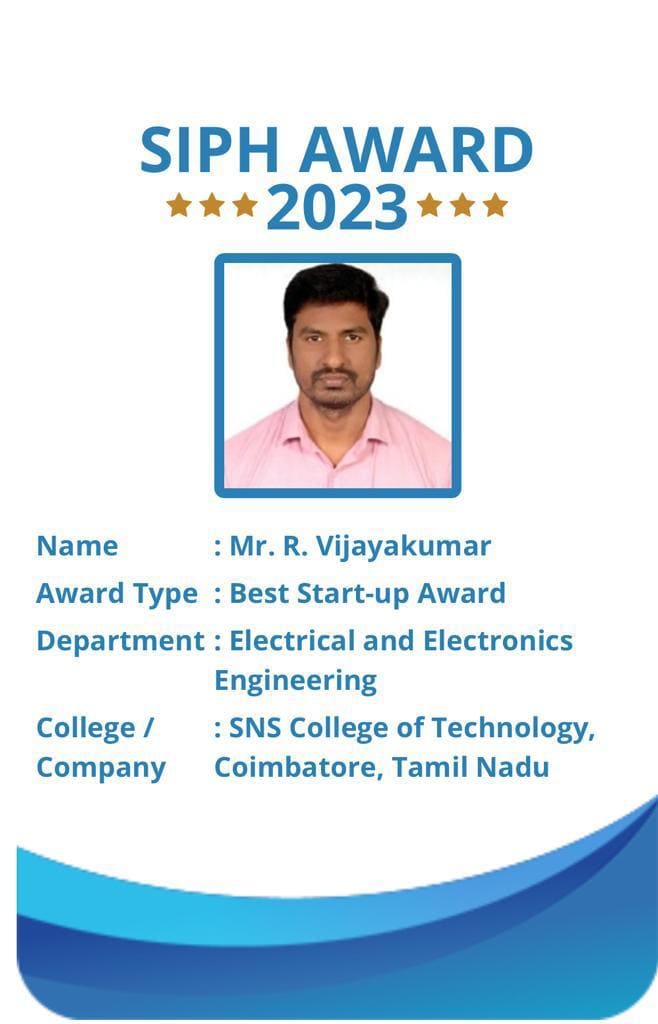 SIPH AWARD
2023
Name : Mr. R. Vijayakumar
Award Type : Best Start-up Award
Department : Electrical and Electronics
Engineering
College / : SNS College of Technology,
Company Coimbatore, Tamil Nadu